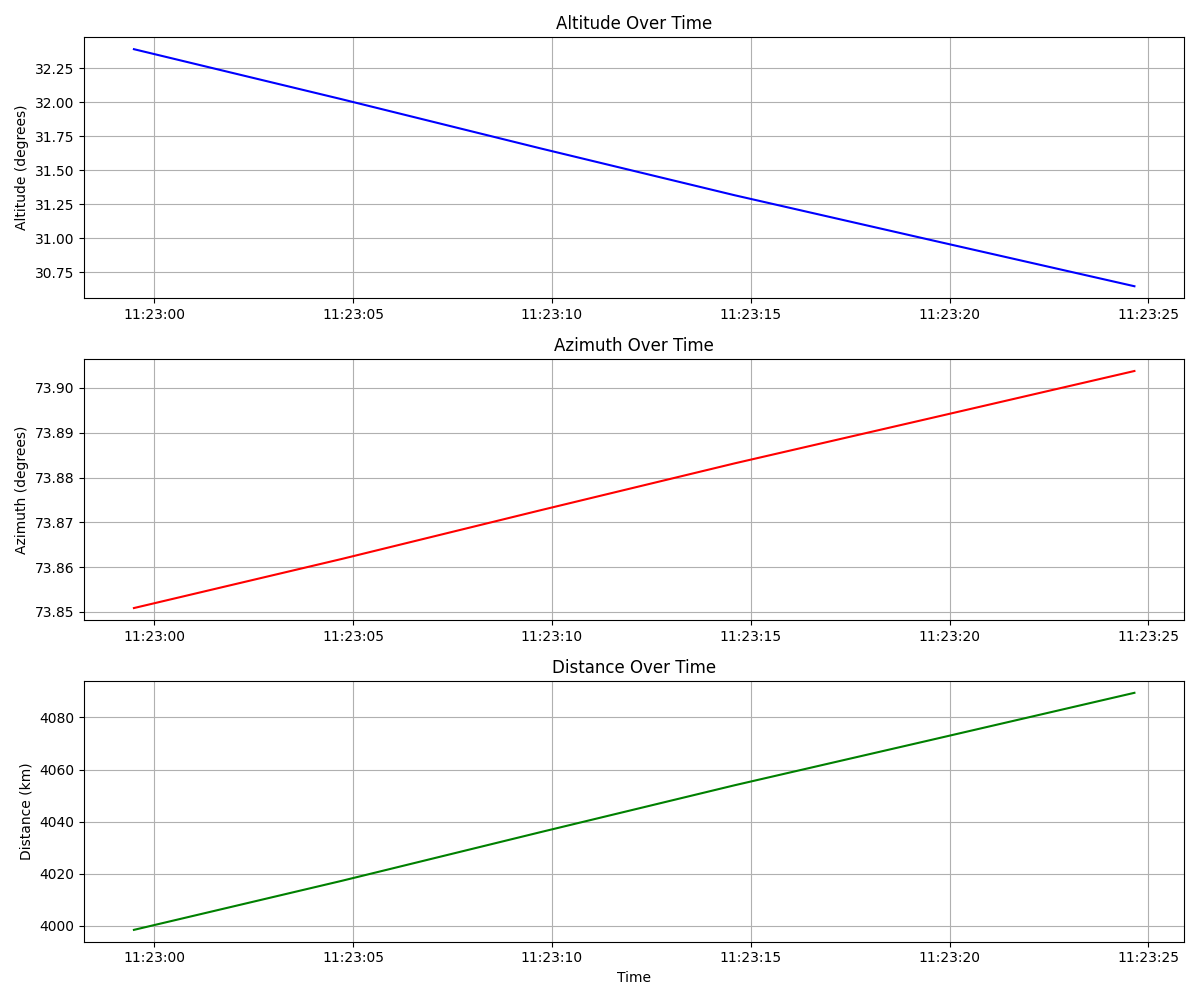 Altitude Over Time
Altitude (degrees)
32.25
32.00
31.75
31.50
31.25
31.00
30.75
11:23:00 11:23:05 11:23:10 11:23:15 11:23:20 11:23:25
Azimuth Over Time
Azimuth (degrees)
73.90
73.89
73.88
73.87
73.86
73.85
11:23:00 11:23:05 11:23:10 11:23:15 11:23:20 11:23:25
Distance Over Time
Distance (km)
4080
4060
4040
4020
4000
11:23:00 11:23:05 11:23:10 11:23:15 11:23:20 11:23:25
Time